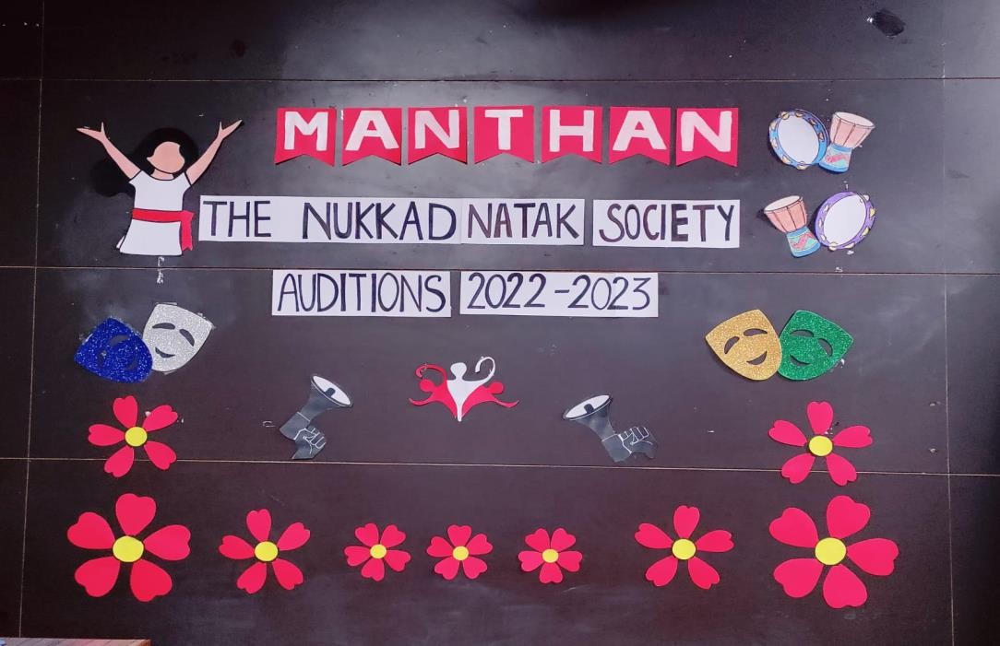 MANTHAN
THE NUKKAD NATAK SOCIETY
AUDITIONS 2022-2023